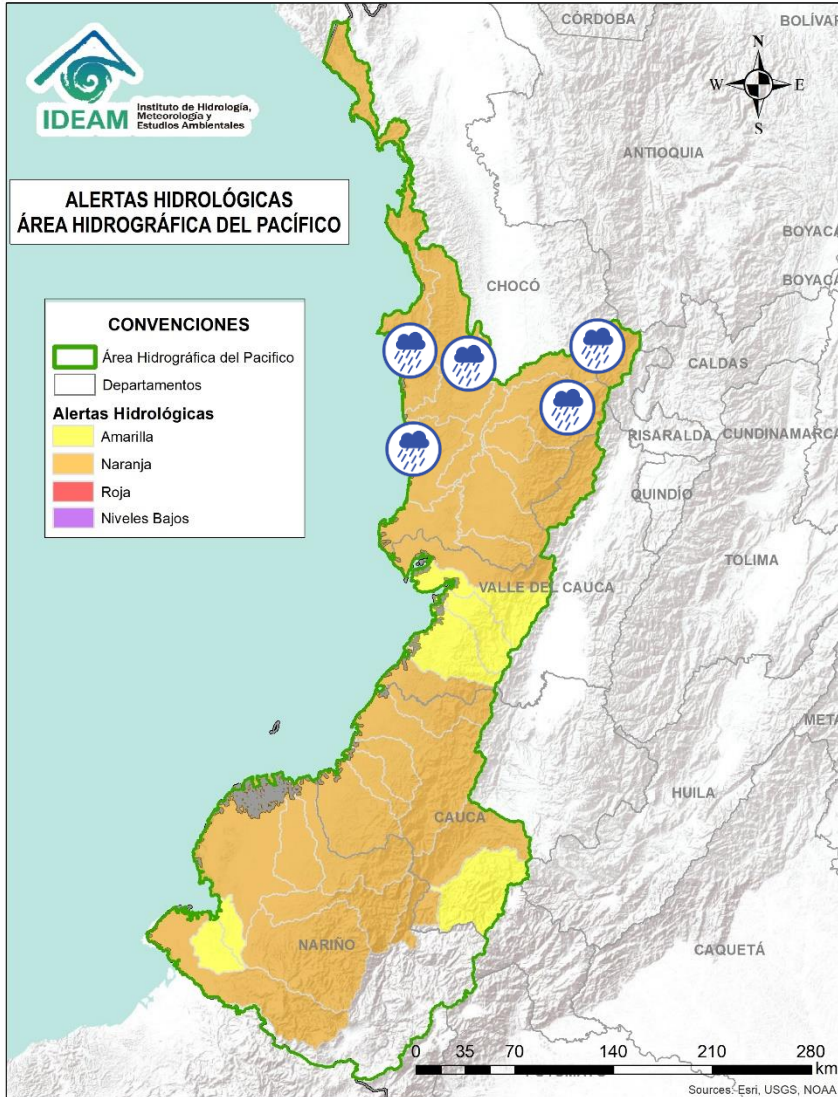 CÓRDOBA
BOLÍVAR
N
W
E
S
IDEAM
Instituto de Hidrología,
Meteorología y
Estudios Ambientales
ANTIOQUIA
ALERTAS HIDROLÓGICAS
ÁREA HIDROGRÁFICA DEL PACÍFICO
BOYACÁ
BOYACÁ
CHOCÓ
CONVENCIONES
Área Hidrográfica del Pacifico
Departamentos
Alertas Hidrológicas
Amarilla
Naranja
Roja
Niveles Bajos
CALDAS
RISARALDA
CUNDINAMARCA
QUINDÍO
TOLIMA
VALLE DEL CAUCA
META
HUILA
CAUCA
NARIÑO
CAQUETÁ
0 35 70 140 210 280
km
Sources: Esri, USGS, NOAA